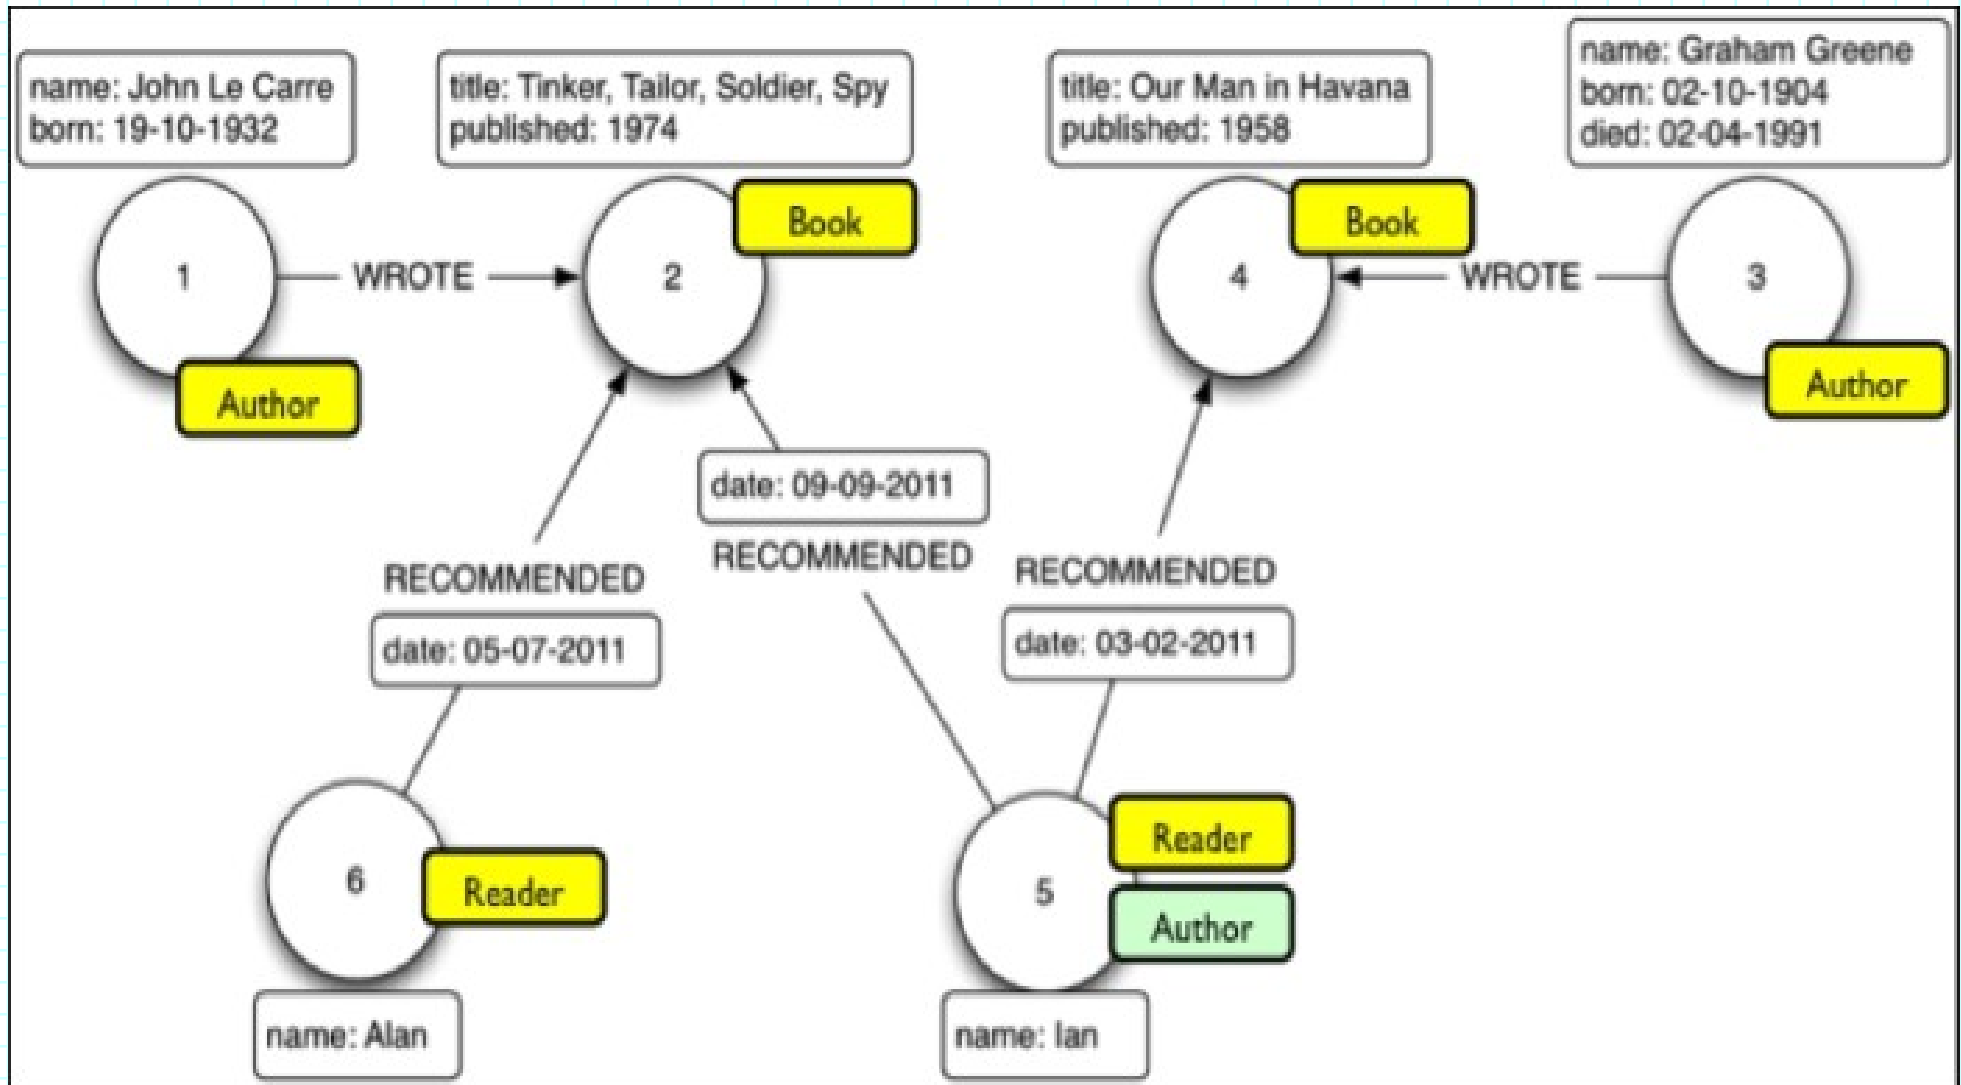 name: John Le Carre
born: 19-10-1932
title: Tinker, Tailor, Soldier, Spy
published: 1974
title: Our Man in Havana
published: 1958
name: Graham Greene
born: 02-10-1904
died: 02-04-1991
1
WROTE
2
Book
4
Book
WROTE
3
Author
Author
date: 09-09-2011
RECOMMENDED
RECOMMENDED
date: 05-07-2011
RECOMMENDED
date: 03-02-2011
6
Reader
5
Reader
Author
name: Alan
name: Ian